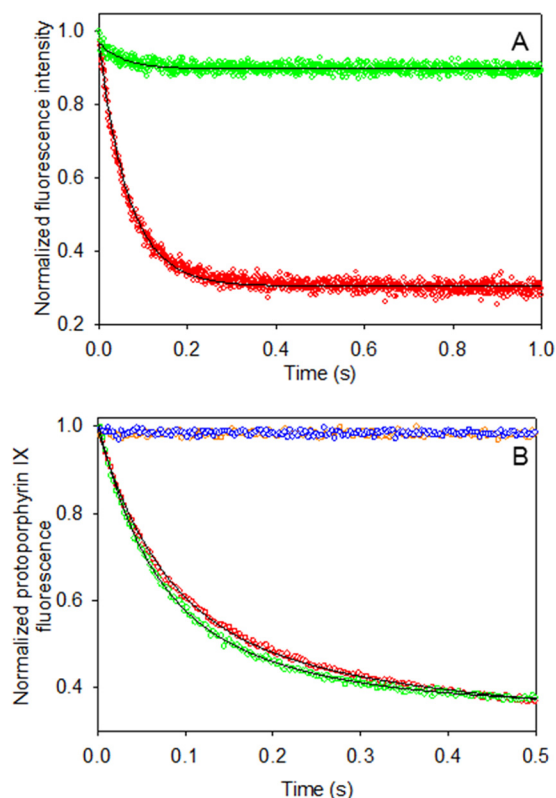 A
Normalized fluorescence intensity
1.0
0.8
0.6
0.4
0.2
0.0 0.2 0.4 0.6 0.8 1.0
Time (s)
B
Normalized protoporphyrin IX
fluorescence
1.0
0.8
0.6
0.4
0.0 0.1 0.2 0.3 0.4 0.5
Time (s)